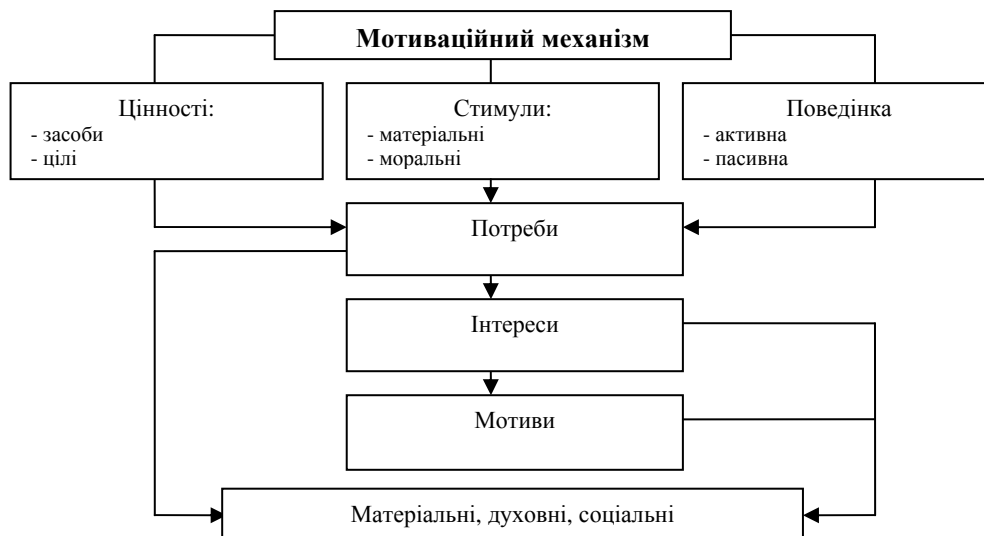 Мотиваційний механізм
Цінності:
- засоби
- цілі
Стимули:
- матеріальні
- моральні
Поведінка
- активна
- пасивна
Потреби
Інтереси
Мотиви
Матеріальні, духовні, соціальні